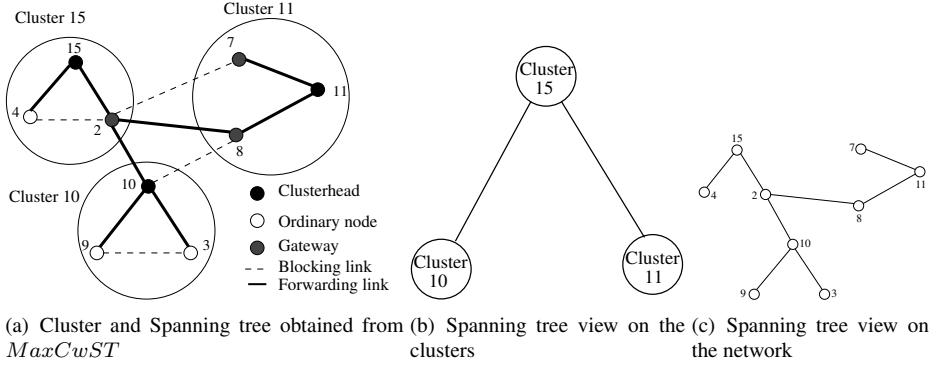 Cluster 15
Cluster 11
15
7
4
11
2
8
Cluster 10
10
9
3
Clusterhead
Ordinary node
Gateway
Blocking link
Forwarding link
Cluster
15
Cluster
10
Cluster
11
15
7
4
11
2
8
10
9
3
(a) Cluster and Spanning tree obtained from
MaxCwST
(b) Spanning tree view on the
clusters
(c) Spanning tree view on
the network